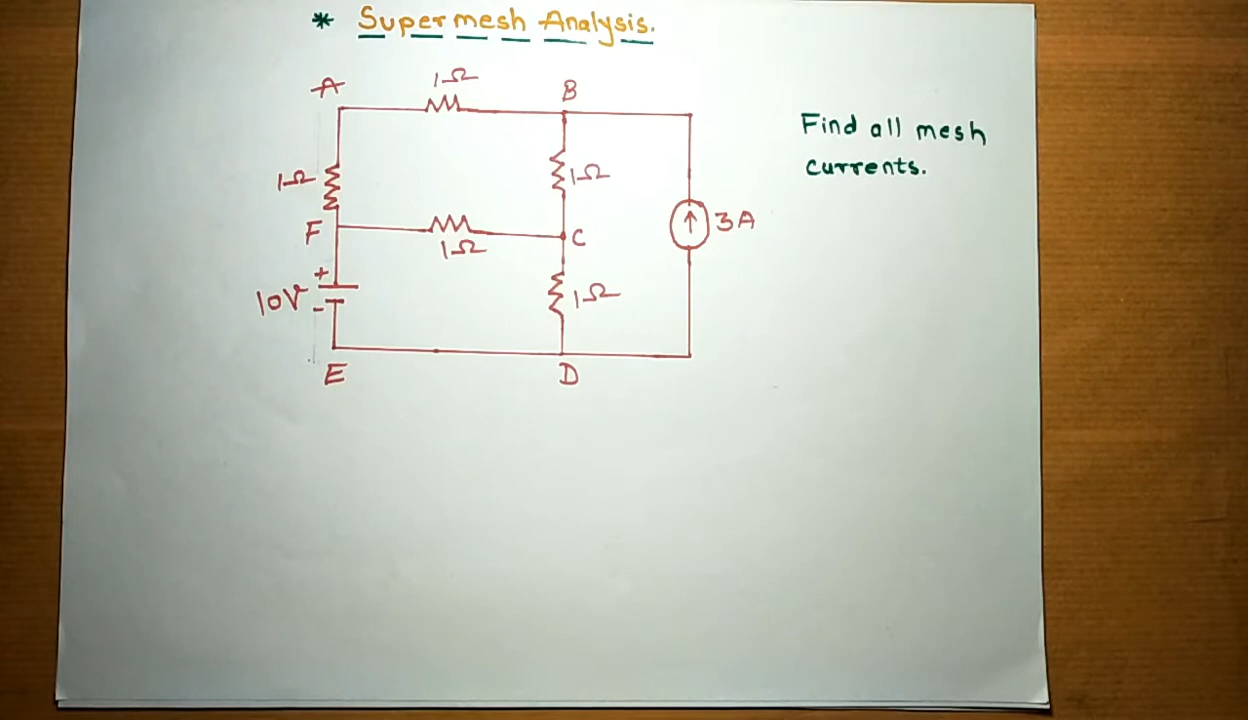 * Supermesh Analysis.
1Ω
A
B
Find all mesh
currents.
1Ω
1Ω
3A
F
1Ω
C
+
10V
-
1Ω
E
D